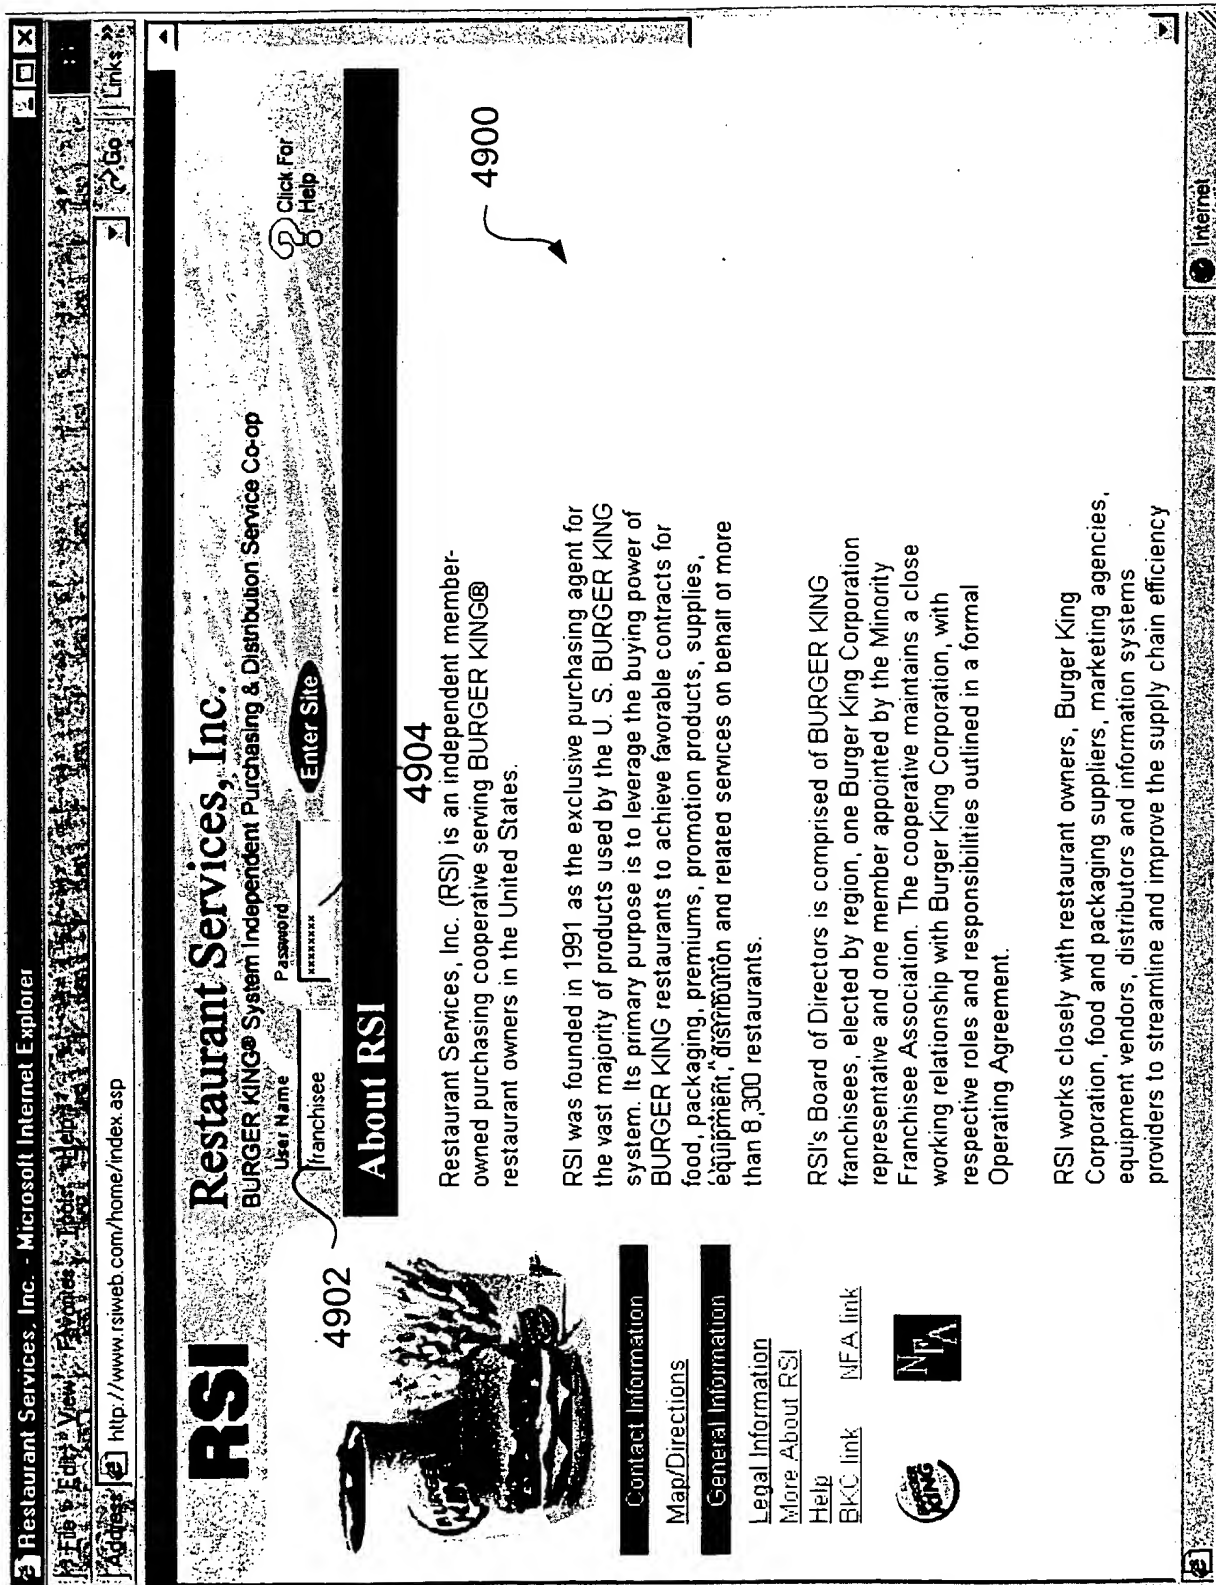 Restaurant Services, Inc. - Microsoft Internet Explorer
File Edit View Favorites Tools Help
Address http://www.rsiweb.com/home/index.asp Go Links »
RSI
Restaurant Services, Inc.
BURGER KING® System Independent Purchasing & Distribution Service Co-op
User Name
Password
franchisee
xxxxxxxx
Enter Site
Click For
Help
4902
4904
4900
About RSI
Restaurant Services, Inc. (RSI) is an independent member-
owned purchasing cooperative serving BURGER KING®
restaurant owners in the United States.
RSI was founded in 1991 as the exclusive purchasing agent for
the vast majority of products used by the U. S. BURGER KING
system. Its primary purpose is to leverage the buying power of
BURGER KING restaurants to achieve favorable contracts for
food, packaging, premiums, promotion products, supplies,
equipment, distribution and related services on behalf of more
than 8,300 restaurants.
RSI's Board of Directors is comprised of BURGER KING
franchisees, elected by region, one Burger King Corporation
representative and one member appointed by the Minority
Franchisee Association. The cooperative maintains a close
working relationship with Burger King Corporation, with
respective roles and responsibilities outlined in a formal
Operating Agreement.
RSI works closely with restaurant owners, Burger King
Corporation, food and packaging suppliers, marketing agencies,
equipment vendors, distributors and information systems
providers to streamline and improve the supply chain efficiency
Contact Information
Map/Directions
General Information
Legal Information
More About RSI
Help
BKC link NFA link
BURGER KING
NFA
Internet